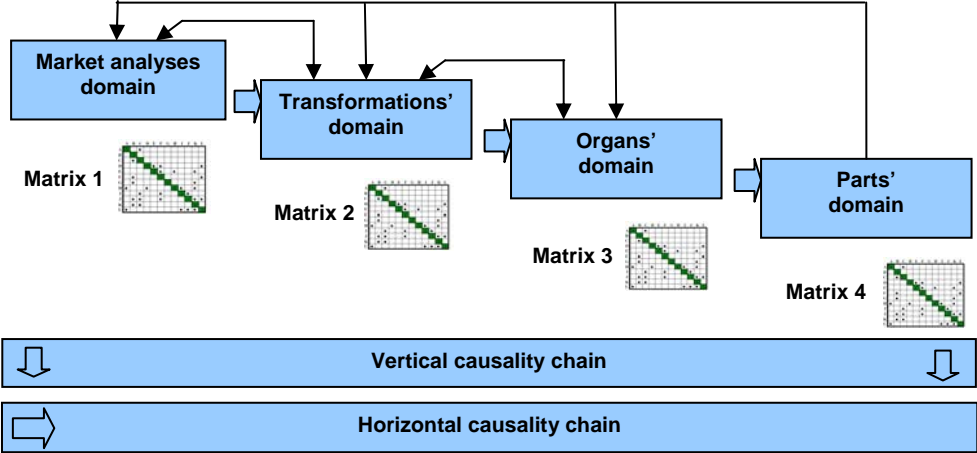 Market analyses
domain
Transformations’
domain
Organs’
domain
Parts’
domain
Matrix 1
Matrix 2
Matrix 3
Matrix 4
Vertical causality chain
Horizontal causality chain